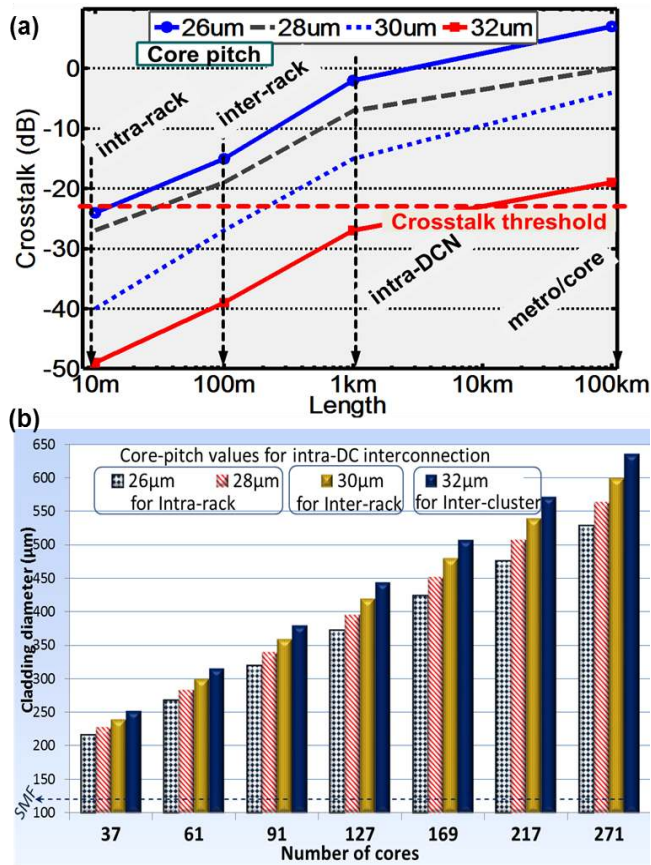 (a)
26um 28um 30um 32um
Core pitch
0
-10
-20
-30
-40
-50
Crosstalk (dB)
intra-rack
inter-rack
Crosstalk threshold
intra-DCN
metro/core
10m 100m 1km 10km 100km
Length
(b)
650
600
550
500
450
400
350
300
250
200
150
100
Cladding diameter (µm)
Core-pitch values for intra-DC interconnection
26µm 28µm 30µm 32µm
for Intra-rack for Inter-rack for Inter-cluster
SMF
37 61 91 127 169 217 271
Number of cores